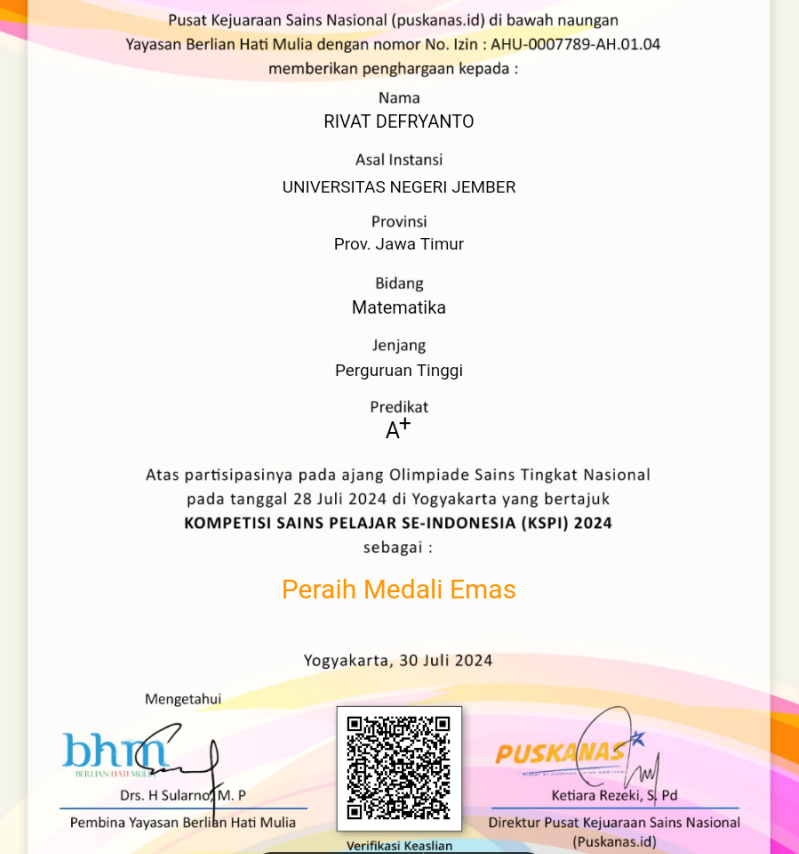 Pusat Kejuaraan Sains Nasional (puskanas.id) di bawah naungan
Yayasan Berlian Hati Mulia dengan nomor No. Izin : AHU-0007789-AH.01.04
memberikan penghargaan kepada :
Nama
RIVAT DEFRYANTO
Asal Instansi
UNIVERSITAS NEGERI JEMBER
Provinsi
Prov. Jawa Timur
Bidang
Matematika
Jenjang
Perguruan Tinggi
Predikat
A+
Atas partisipasinya pada ajang Olimpiade Sains Tingkat Nasional
pada tanggal 28 Juli 2024 di Yogyakarta yang bertajuk
KOMPETISI SAINS PELAJAR SE-INDONESIA (KSPI) 2024
sebagai :
Peraih Medali Emas
Yogyakarta, 30 Juli 2024
Mengetahui
bhm
BERLIAN HATI MULIA
Drs. H Sularno, M. P
Pembina Yayasan Berlian Hati Mulia
Verifikasi Keaslian
PUSKANAS
Ketiara Rezeki, S. Pd
Direktur Pusat Kejuaraan Sains Nasional
(Puskanas.id)